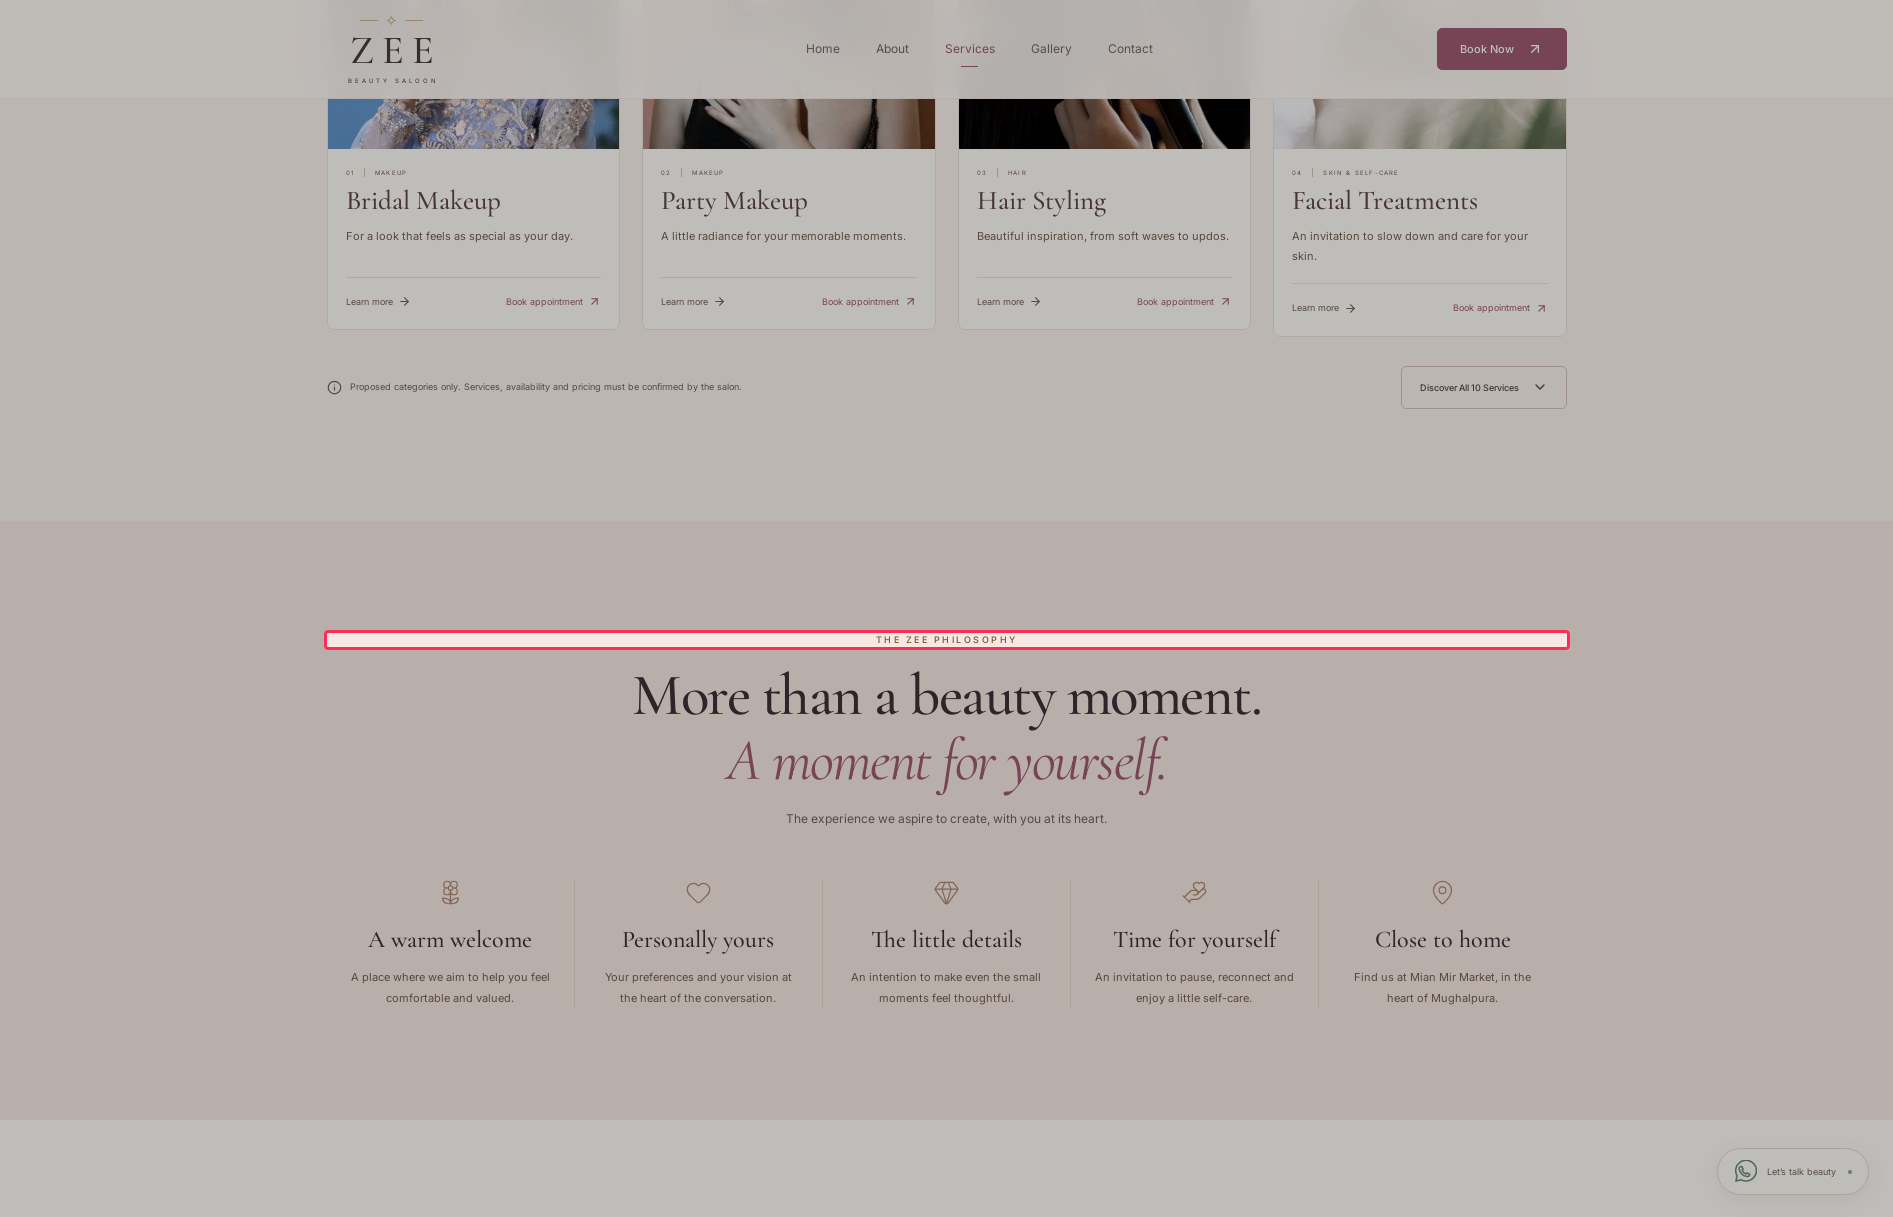 ZEE
BEAUTY SALOON
Home
About
Services
Gallery
Contact
Book Now
01 | MAKEUP
Bridal Makeup
For a look that feels as special as your day.
Learn more
Book appointment
02 | MAKEUP
Party Makeup
A little radiance for your memorable moments.
Learn more
Book appointment
03 | HAIR
Hair Styling
Beautiful inspiration, from soft waves to updos.
Learn more
Book appointment
04 | SKIN & SELF-CARE
Facial Treatments
An invitation to slow down and care for your
skin.
Learn more
Book appointment
Proposed categories only. Services, availability and pricing must be confirmed by the salon.
Discover All 10 Services
THE ZEE PHILOSOPHY
More than a beauty moment.
A moment for yourself.
The experience we aspire to create, with you at its heart.
A warm welcome
A place where we aim to help you feel
comfortable and valued.
Personally yours
Your preferences and your vision at
the heart of the conversation.
The little details
An intention to make even the small
moments feel thoughtful.
Time for yourself
An invitation to pause, reconnect and
enjoy a little self-care.
Close to home
Find us at Mian Mir Market, in the
heart of Mughalpura.
Let's talk beauty